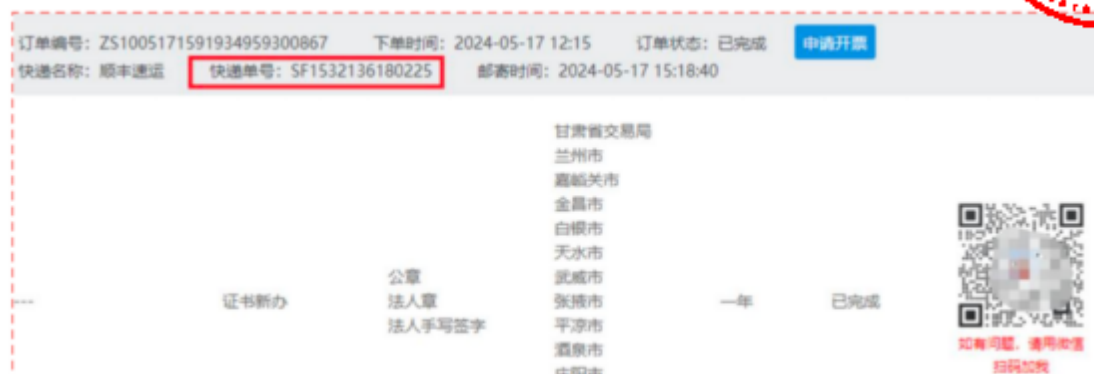 订单编号：ZS1005171591934959300867 下单时间：2024-05-17 12:15 订单状态：已完成 申请开票
快递名称：顺丰速运 快递单号：SF1532136180225 邮寄时间：2024-05-17 15:18:40
甘肃省交易局
兰州市
嘉峪关市
金昌市
白银市
天水市
公章
武威市
--- 证书新办 法人章 张掖市 一年 已完成
法人手写签字 平凉市
酒泉市
庆阳市
如有问题，请用微信
扫码加我